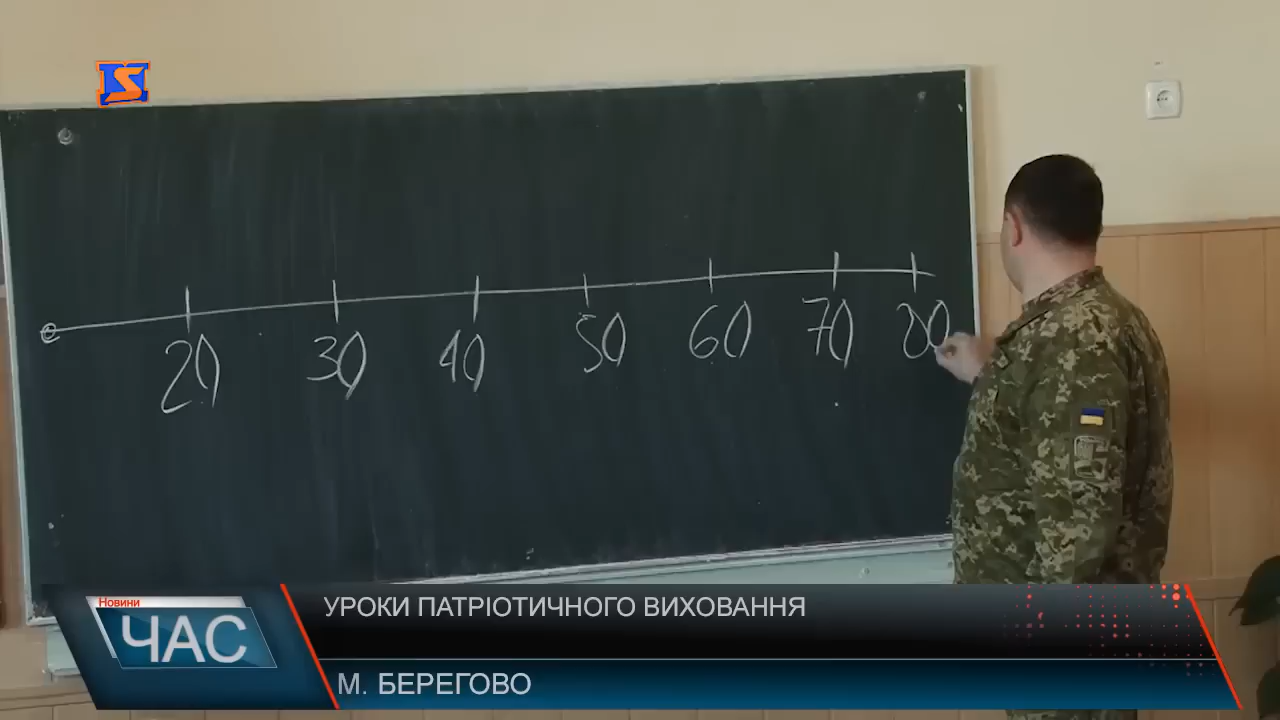 20 30 40 50 60 70 80
Новини
ЧАС
УРОКИ ПАТРІОТИЧНОГО ВИХОВАННЯ
М. БЕРЕГОВО